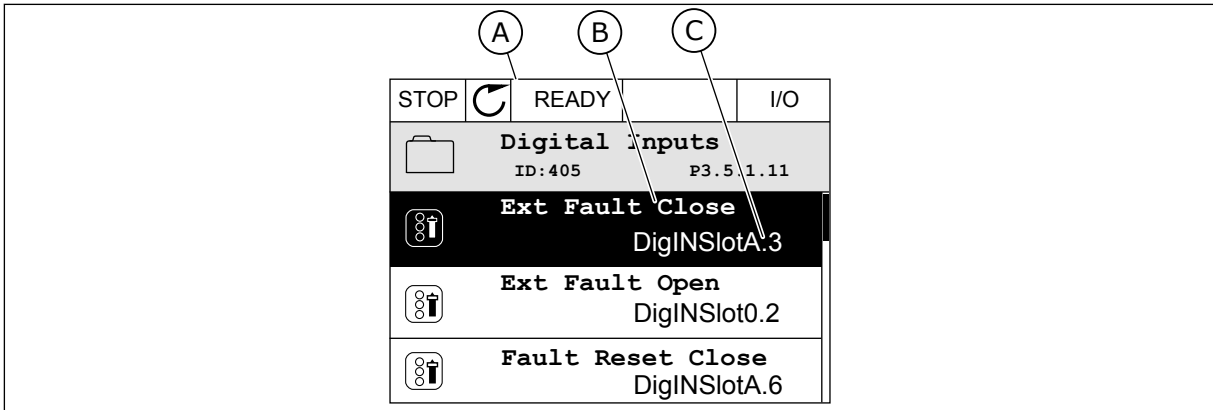 A B C
STOP READY I/O
Digital Inputs
ID:405 P3.5.1.11
Ext Fault Close
DigINSlotA.3
Ext Fault Open
DigINSlot0.2
Fault Reset Close
DigINSlotA.6